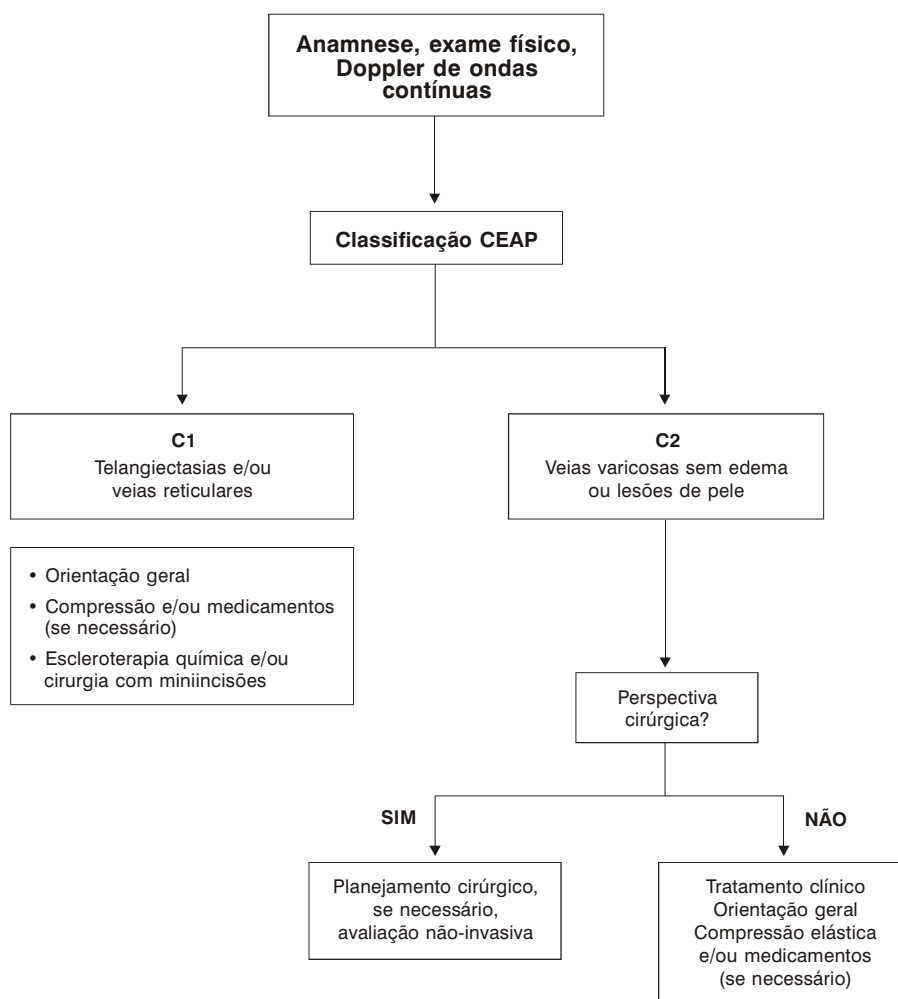 Anamnese, exame físico,
Doppler de ondas
contínuas
Classificação CEAP
C1
Telangiectasias e/ou
veias reticulares
C2
Veias varicosas sem edema
ou lesões de pele
• Orientação geral
• Compressão e/ou medicamentos
(se necessário)
• Escleroterapia química e/ou
cirurgia com miniincisões
Perspectiva
cirúrgica?
SIM
NÃO
Planejamento cirúrgico,
se necessário,
avaliação não-invasiva
Tratamento clínico
Orientação geral
Compressão elástica
e/ou medicamentos
(se necessário)